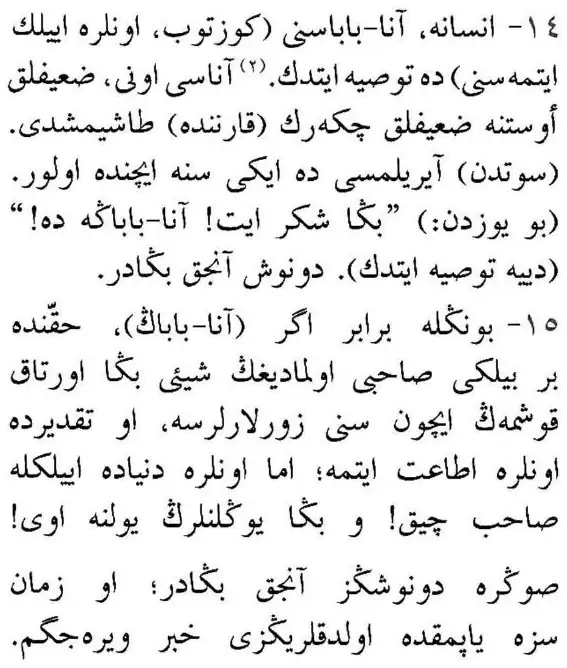 ١٤- انسانه، آنا-باباسنى (كوزتوب، اونلره اييلك
ايتمه‌سنى) ده توصيه ايتدك.(٢) آناسى اونى، ضعيفلق
أوستنه ضعيفلق چكه‌رك (قارننده) طاشيمشدى.
(سوتدن) آيريلمسى ده ايكى سنه ايچنده اولور.
(بو يوزدن:) ”بڭا شكر ايت! آنا-باباڭه ده!“
(دييه توصيه ايتدك). دونوش آنجق بڭادر.
١٥- بونڭله برابر اگر (آنا-باباڭ)، حقّنده
بر بيلكى صاحبى اولماديغڭ شيئى بڭا اورتاق
قوشمه‌ڭ ايچون سنى زورلارلرسه، او تقديرده
اونلره اطاعت ايتمه؛ اما اونلره دنياده اييلكله
صاحب چيق! و بڭا يوڭلنلرڭ يولنه اوى!
صوڭره دونوشڭز آنجق بڭادر؛ او زمان
سزه ياپمقده اولدقلريڭزى خبر ويره‌جگم.